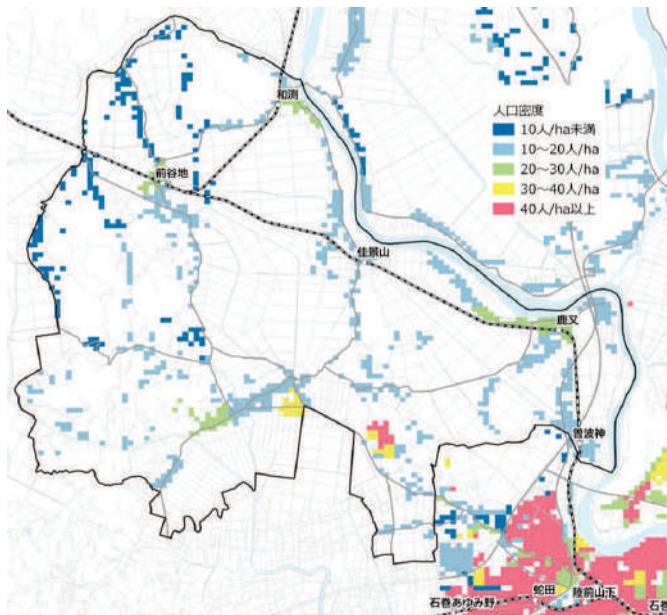 和渕
人口密度
10人/ha未満
10～20人/ha
20～30人/ha
30～40人/ha
40人/ha以上
前谷地
佳景山
鹿又
曽波神
蛇田
陸前山下
石巻あゆみ野